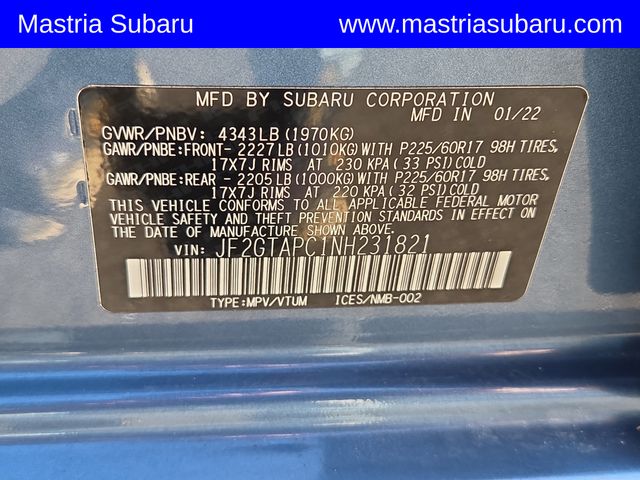 Mastria Subaru www.mastriasubaru.com
MFD BY SUBARU CORPORATION
MFD IN 01/22
GVWR/PNBV: 4343LB(1970KG)
GAWR/PNBE:FRONT- 2227LB(1010KG)WITH P225/60R17 98H TIRES,
17X7J RIMS AT 230 KPA(33 PSI)COLD
GAWR/PNBE:REAR - 2205LB(1000KG)WITH P225/60R17 98H TIRES,
17X7J RIMS AT 220 KPA(32 PSI)COLD
THIS VEHICLE CONFORMS TO ALL APPLICABLE FEDERAL MOTOR
VEHICLE SAFETY AND THEFT PREVENTION STANDARDS IN EFFECT ON
THE DATE OF MANUFACTURE SHOWN ABOVE.
VIN: JF2GTAPC1NH231821
TYPE:MPV/VTUM ICES/NMB-002